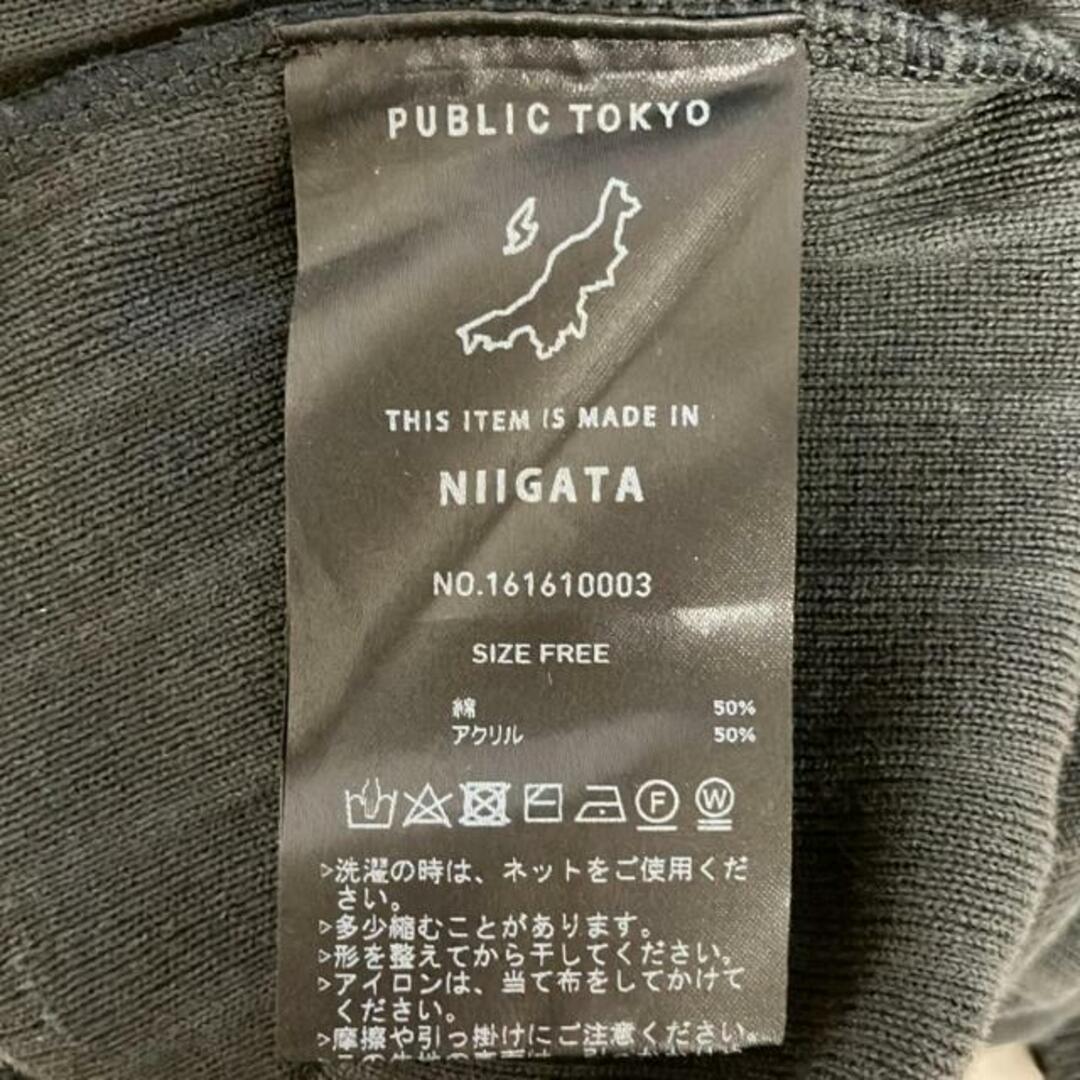 PUBLIC TOKYO
THIS ITEM IS MADE IN
NIIGATA
NO.161610003
SIZE FREE
綿 50%
アクリル 50%
F W
▷洗濯の時は、ネットをご使用くだ
さい。
▷多少縮むことがあります。
▷形を整えてから干してください。
▷アイロンは、当て布をしてかけて
ください。
▷摩擦や引っ掛けにご注意ください。